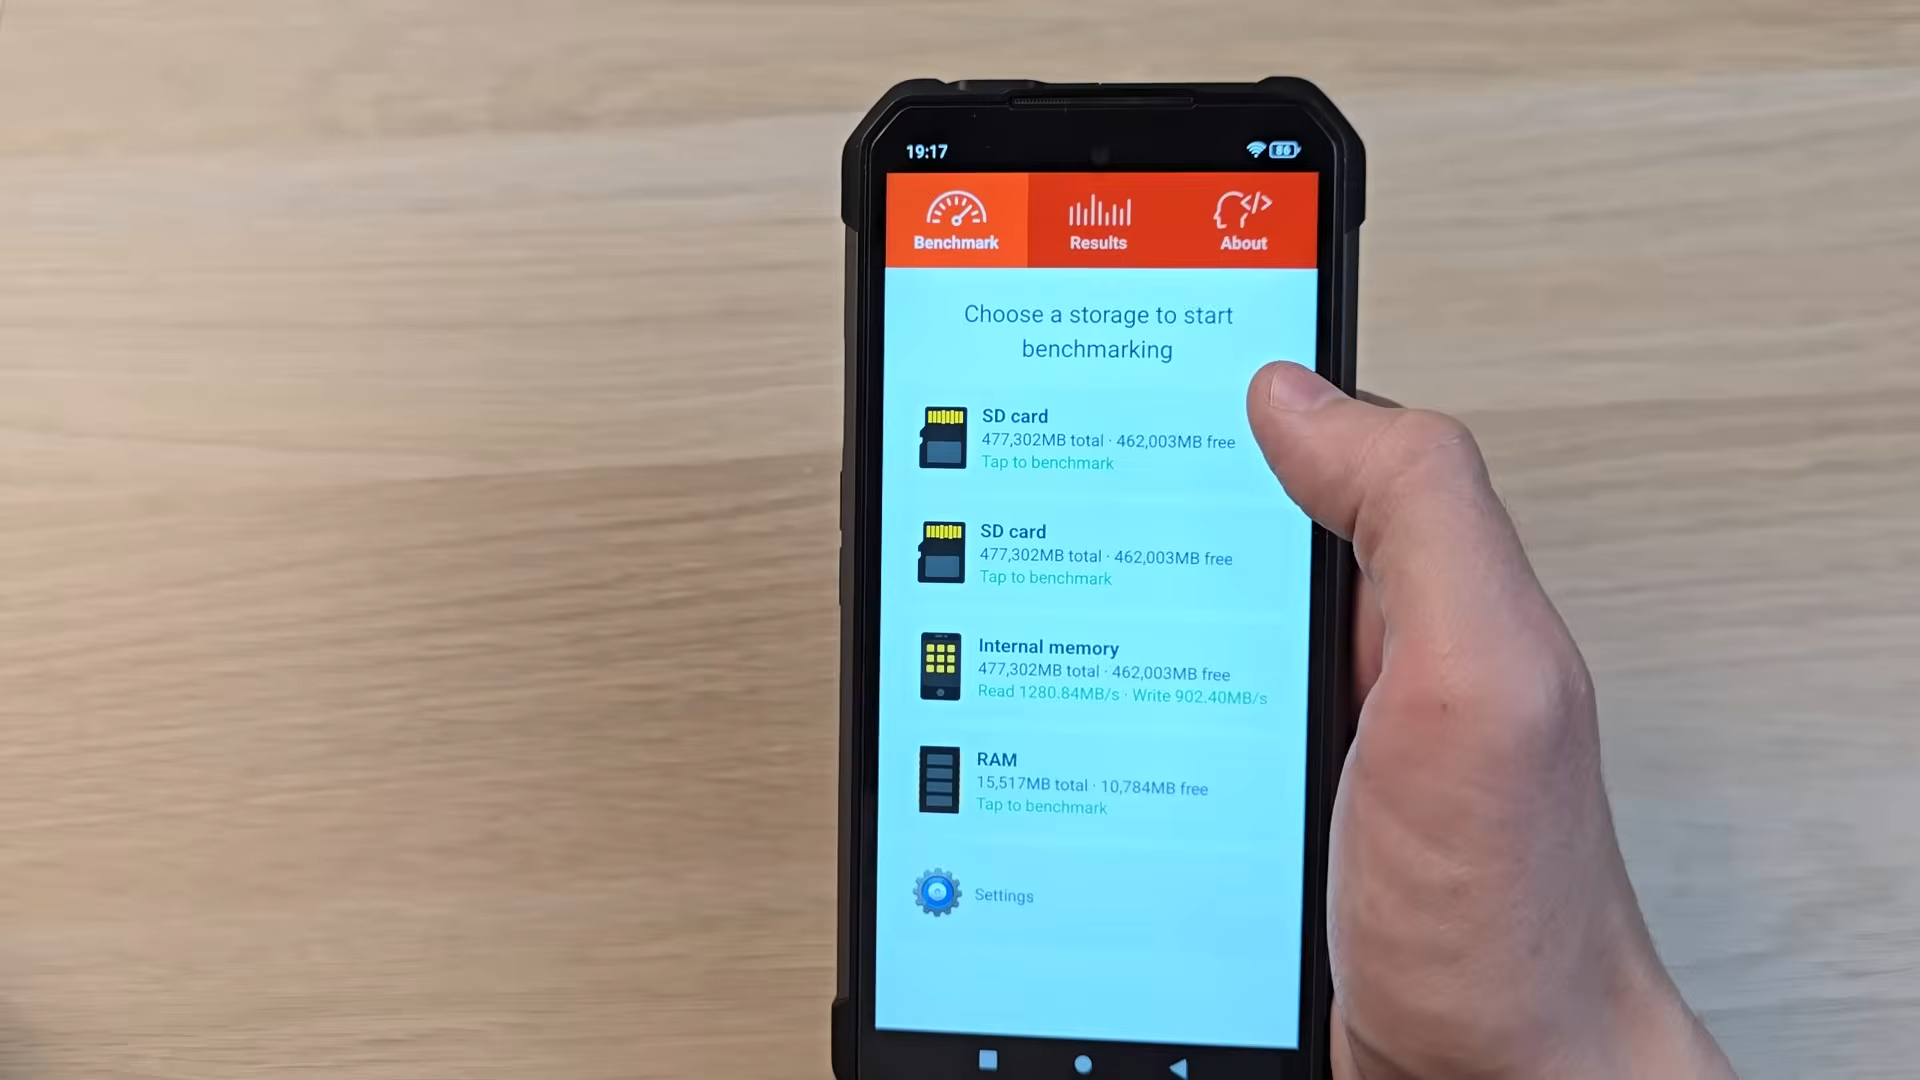 19:17
86
Benchmark
Results
About
Choose a storage to start
benchmarking
SD card
477,302MB total · 462,003MB free
Tap to benchmark
SD card
477,302MB total · 462,003MB free
Tap to benchmark
Internal memory
477,302MB total · 462,003MB free
Read 1280.84MB/s · Write 902.40MB/s
RAM
15,517MB total · 10,784MB free
Tap to benchmark
Settings